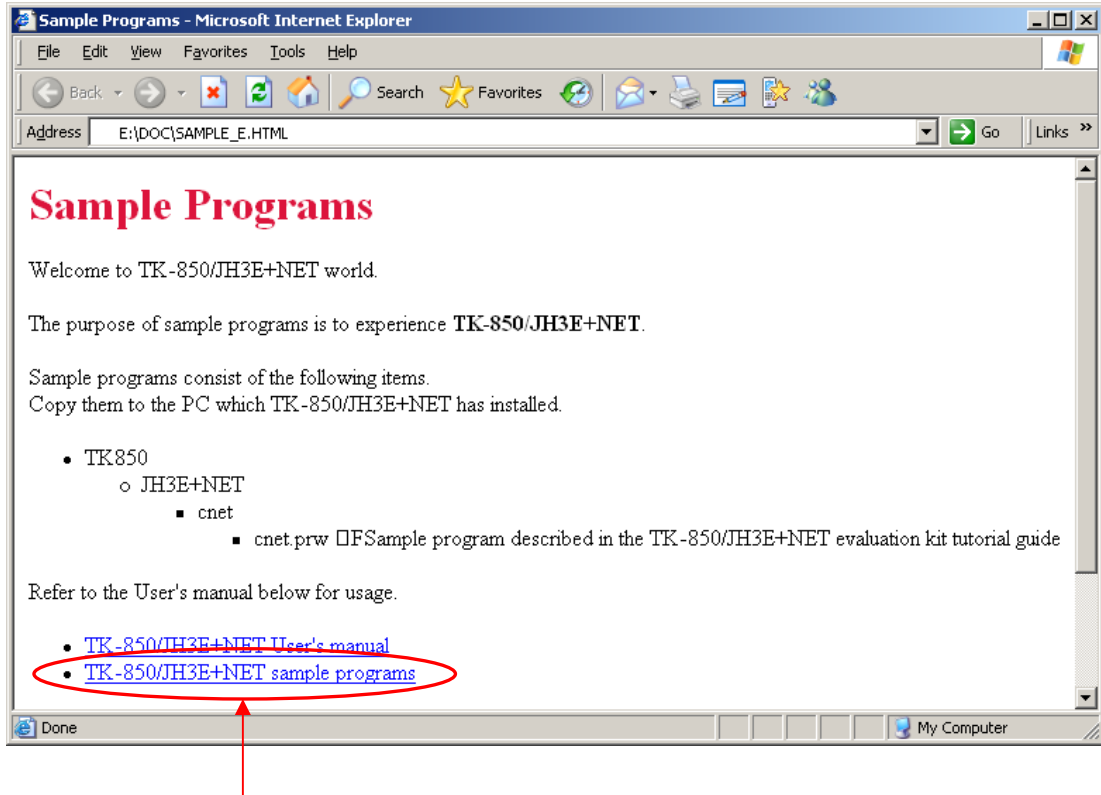 Sample Programs - Microsoft Internet Explorer
File Edit View Favorites Tools Help
Back Search Favorites
Address E:\DOC\SAMPLE_E.HTML Go Links »
Sample Programs
Welcome to TK-850/JH3E+NET world.
The purpose of sample programs is to experience TK-850/JH3E+NET.
Sample programs consist of the following items.
Copy them to the PC which TK-850/JH3E+NET has installed.
• TK850
○ JH3E+NET
■ cnet
■ cnet.prw □FSample program described in the TK-850/JH3E+NET evaluation kit tutorial guide
Refer to the User's manual below for usage.
• TK-850/JH3E+NET User's manual
• TK-850/JH3E+NET sample programs
Done My Computer